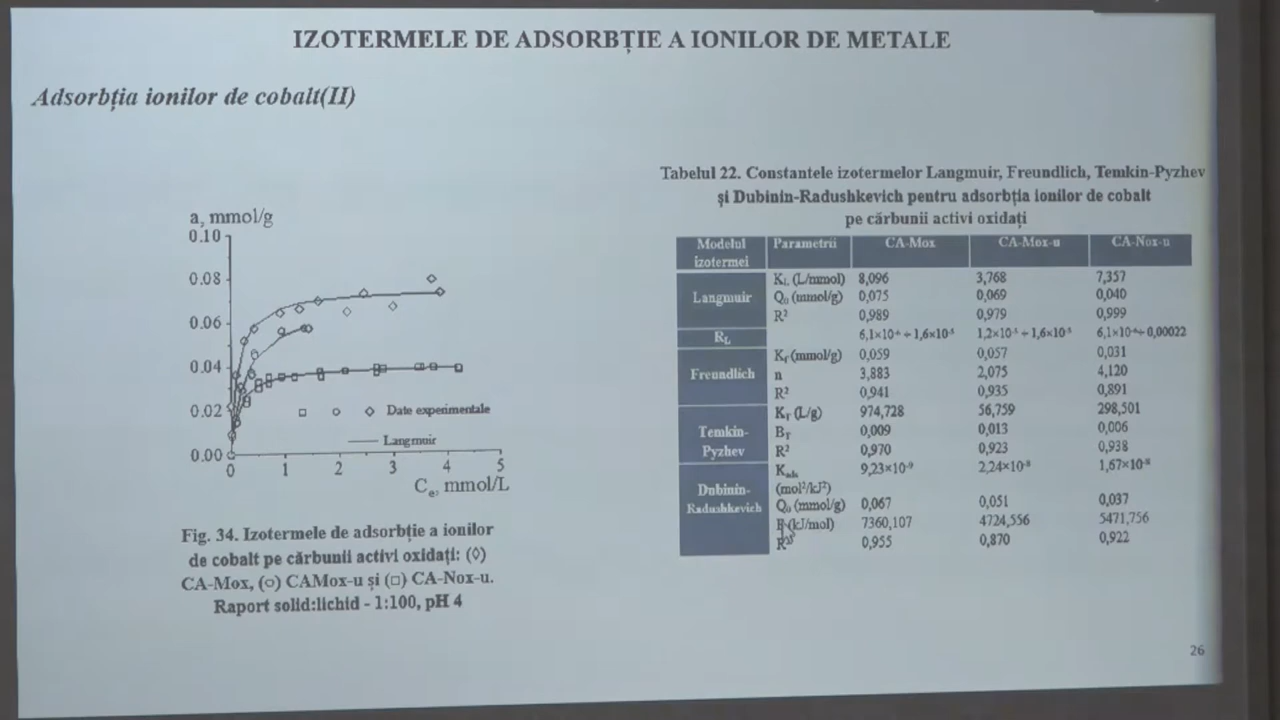 IZOTERMELE DE ADSORBȚIE A IONILOR DE METALE
Adsorbția ionilor de cobalt(II)
a, mmol/g
0.10
0.08
0.06
0.04
0.02
0.00
0 1 2 3 4 5
Ce, mmol/L
□ ○ ◇ Date experimentale
Langmuir
Fig. 34. Izotermele de adsorbție a ionilor
de cobalt pe cărbunii activi oxidați: (◊)
CA-Mox, (○) CAMox-u și (□) CA-Nox-u.
Raport solid:lichid - 1:100, pH 4
Tabelul 22. Constantele izotermelor Langmuir, Freundlich, Temkin-Pyzhev
și Dubinin-Radushkevich pentru adsorbția ionilor de cobalt
pe cărbunii activi oxidați
Modelul izotermei Parametrii CA-Mox CA-Mox-u CA-Nox-u
Langmuir
KL (L/mmol) 8,096 3,768 7,357
Q0 (mmol/g) 0,075 0,069 0,040
R² 0,989 0,979 0,999
RL
Freundlich
Kf (mmol/g) 0,059 0,057 0,031
n 3,883 2,075 4,120
R² 0,941 0,935 0,891
Temkin-
Pyzhev
KT (L/g) 974,728 56,759 298,501
BT 0,009 0,013 0,006
R² 0,970 0,923 0,938
Dubinin-
Radushkevich
(mol²/kJ²)
Q0 (mmol/g) 0,067 0,051 0,037
E (kJ/mol) 7360,107 4724,556 5471,756
R² 0,955 0,870 0,922
26